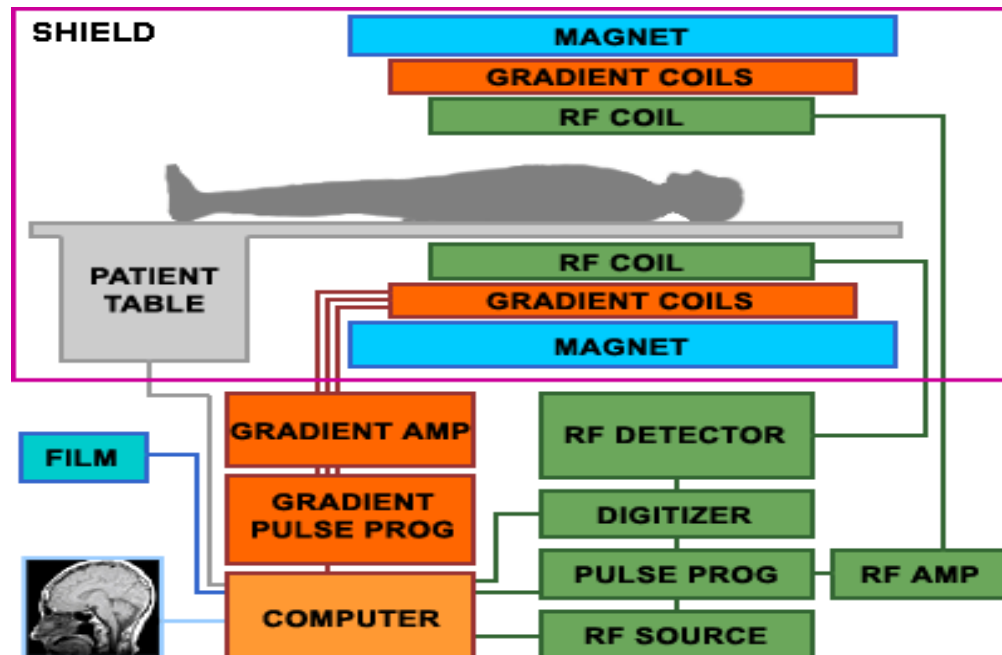 SHIELD
MAGNET
GRADIENT COILS
RF COIL
RF COIL
PATIENT
TABLE
GRADIENT COILS
MAGNET
GRADIENT AMP
RF DETECTOR
FILM
GRADIENT
PULSE PROG
DIGITIZER
PULSE PROG
RF AMP
COMPUTER
RF SOURCE